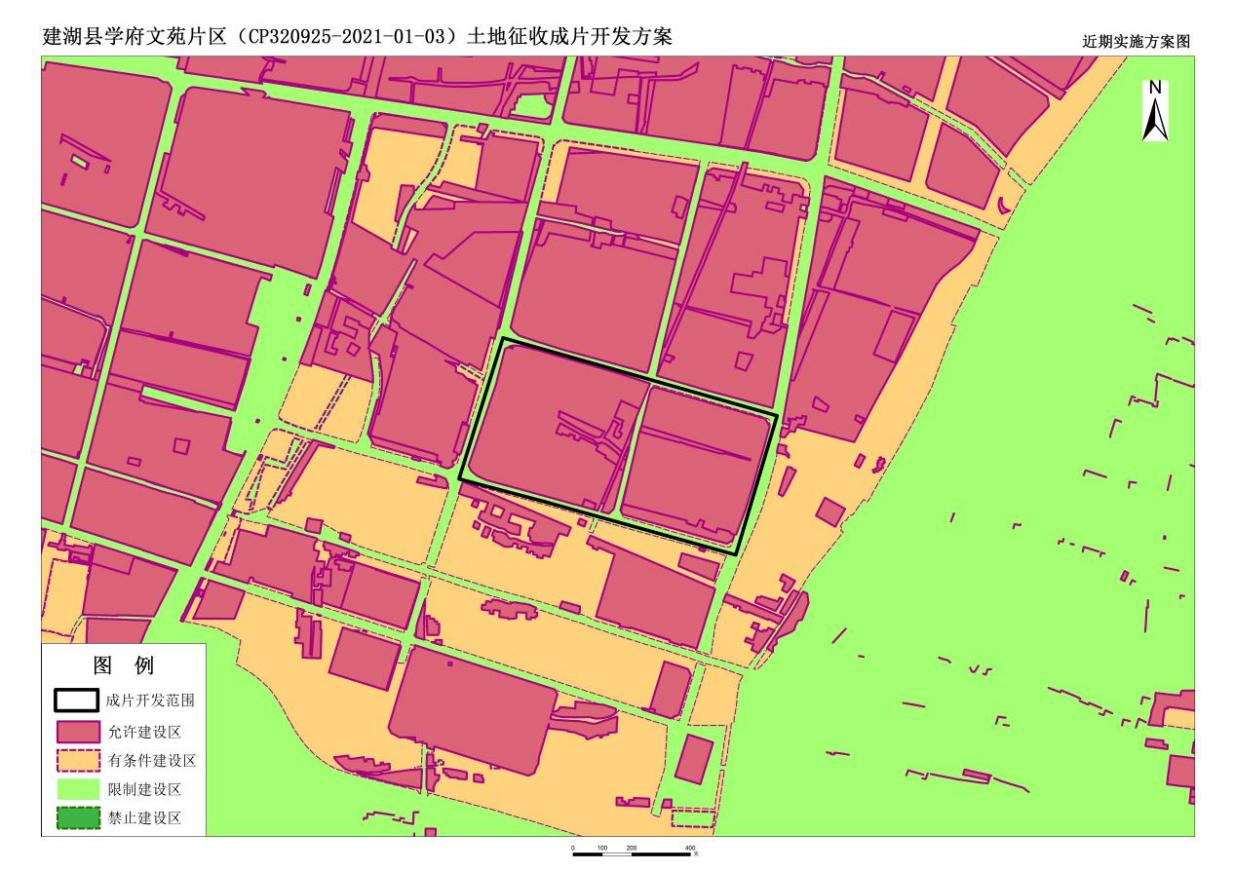 建湖县学府文苑片区（CP320925-2021-01-03）土地征收成片开发方案
近期实施方案图
N
图 例
成片开发范围
允许建设区
有条件建设区
限制建设区
禁止建设区
0 100 200 400
米